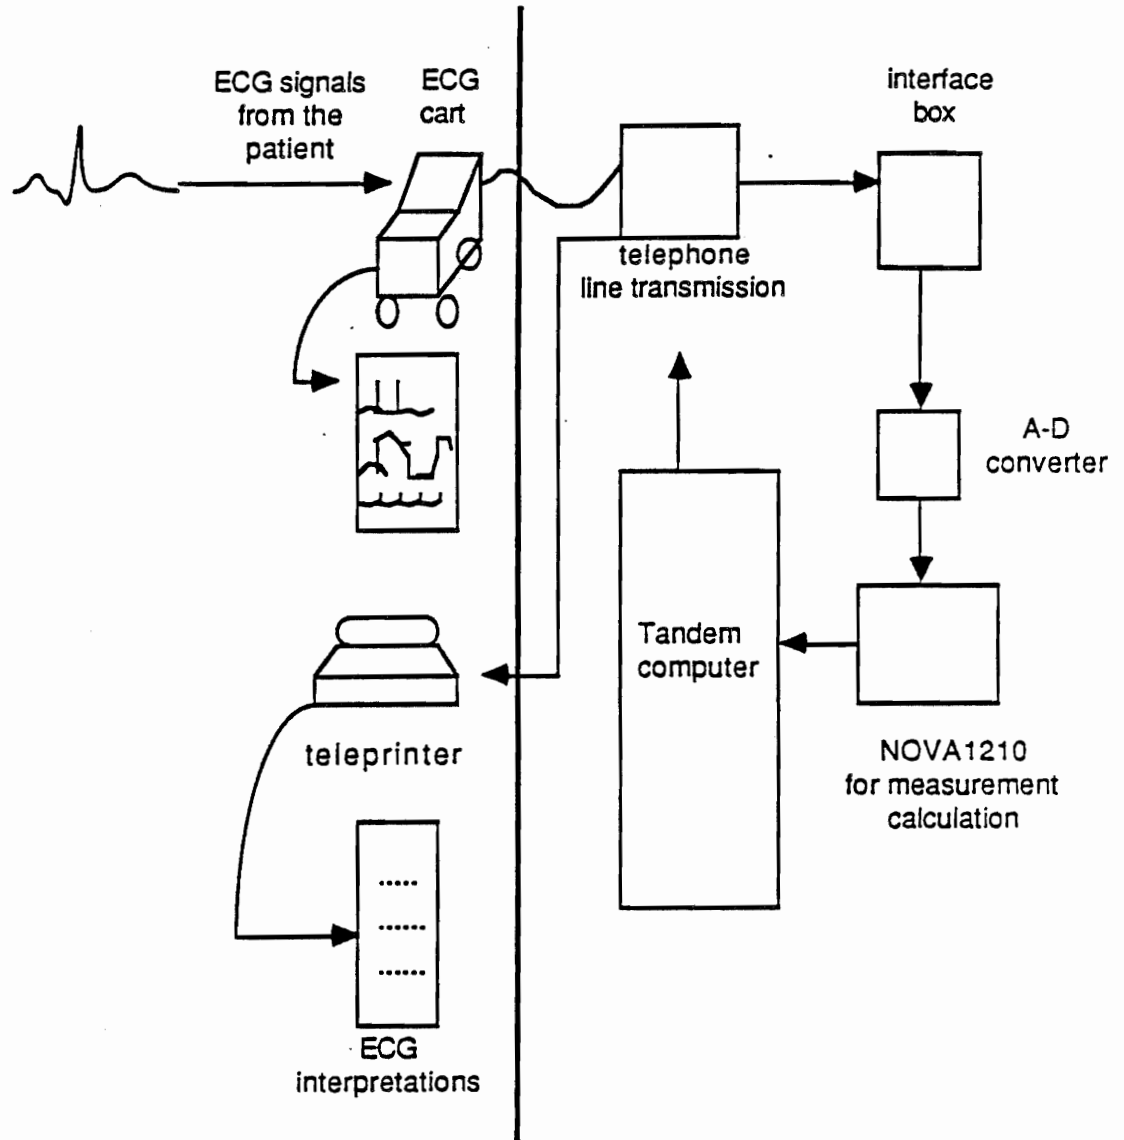 ECG signals
from the
patient
ECG
cart
interface
box
telephone
line transmission
A-D
converter
Tandem
computer
teleprinter
NOVA1210
for measurement
calculation
ECG
interpretations